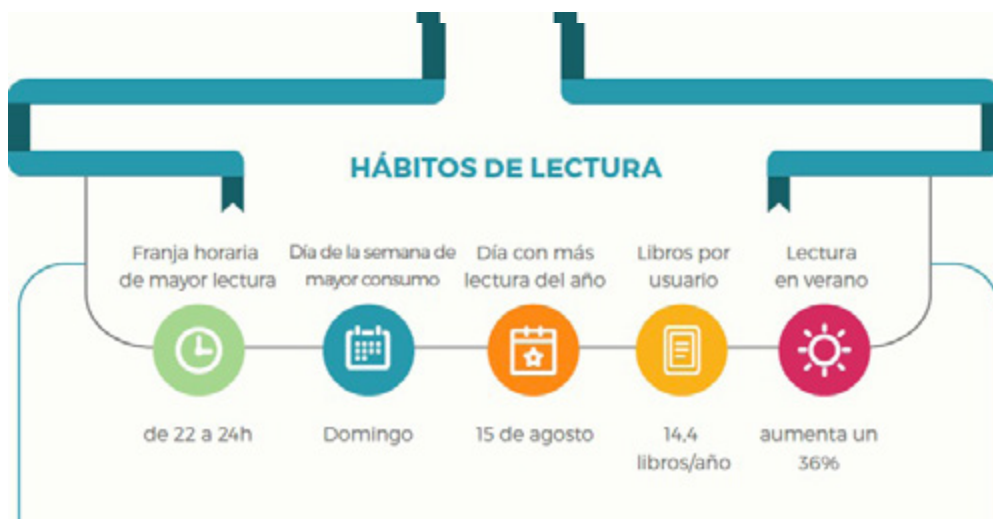 HÁBITOS DE LECTURA
Franja horaria
de mayor lectura
de 22 a 24h
Día de la semana de
mayor consumo
Domingo
Día con más
lectura del año
15 de agosto
Libros por
usuario
14,4
libros/año
Lectura
en verano
aumenta un
36%